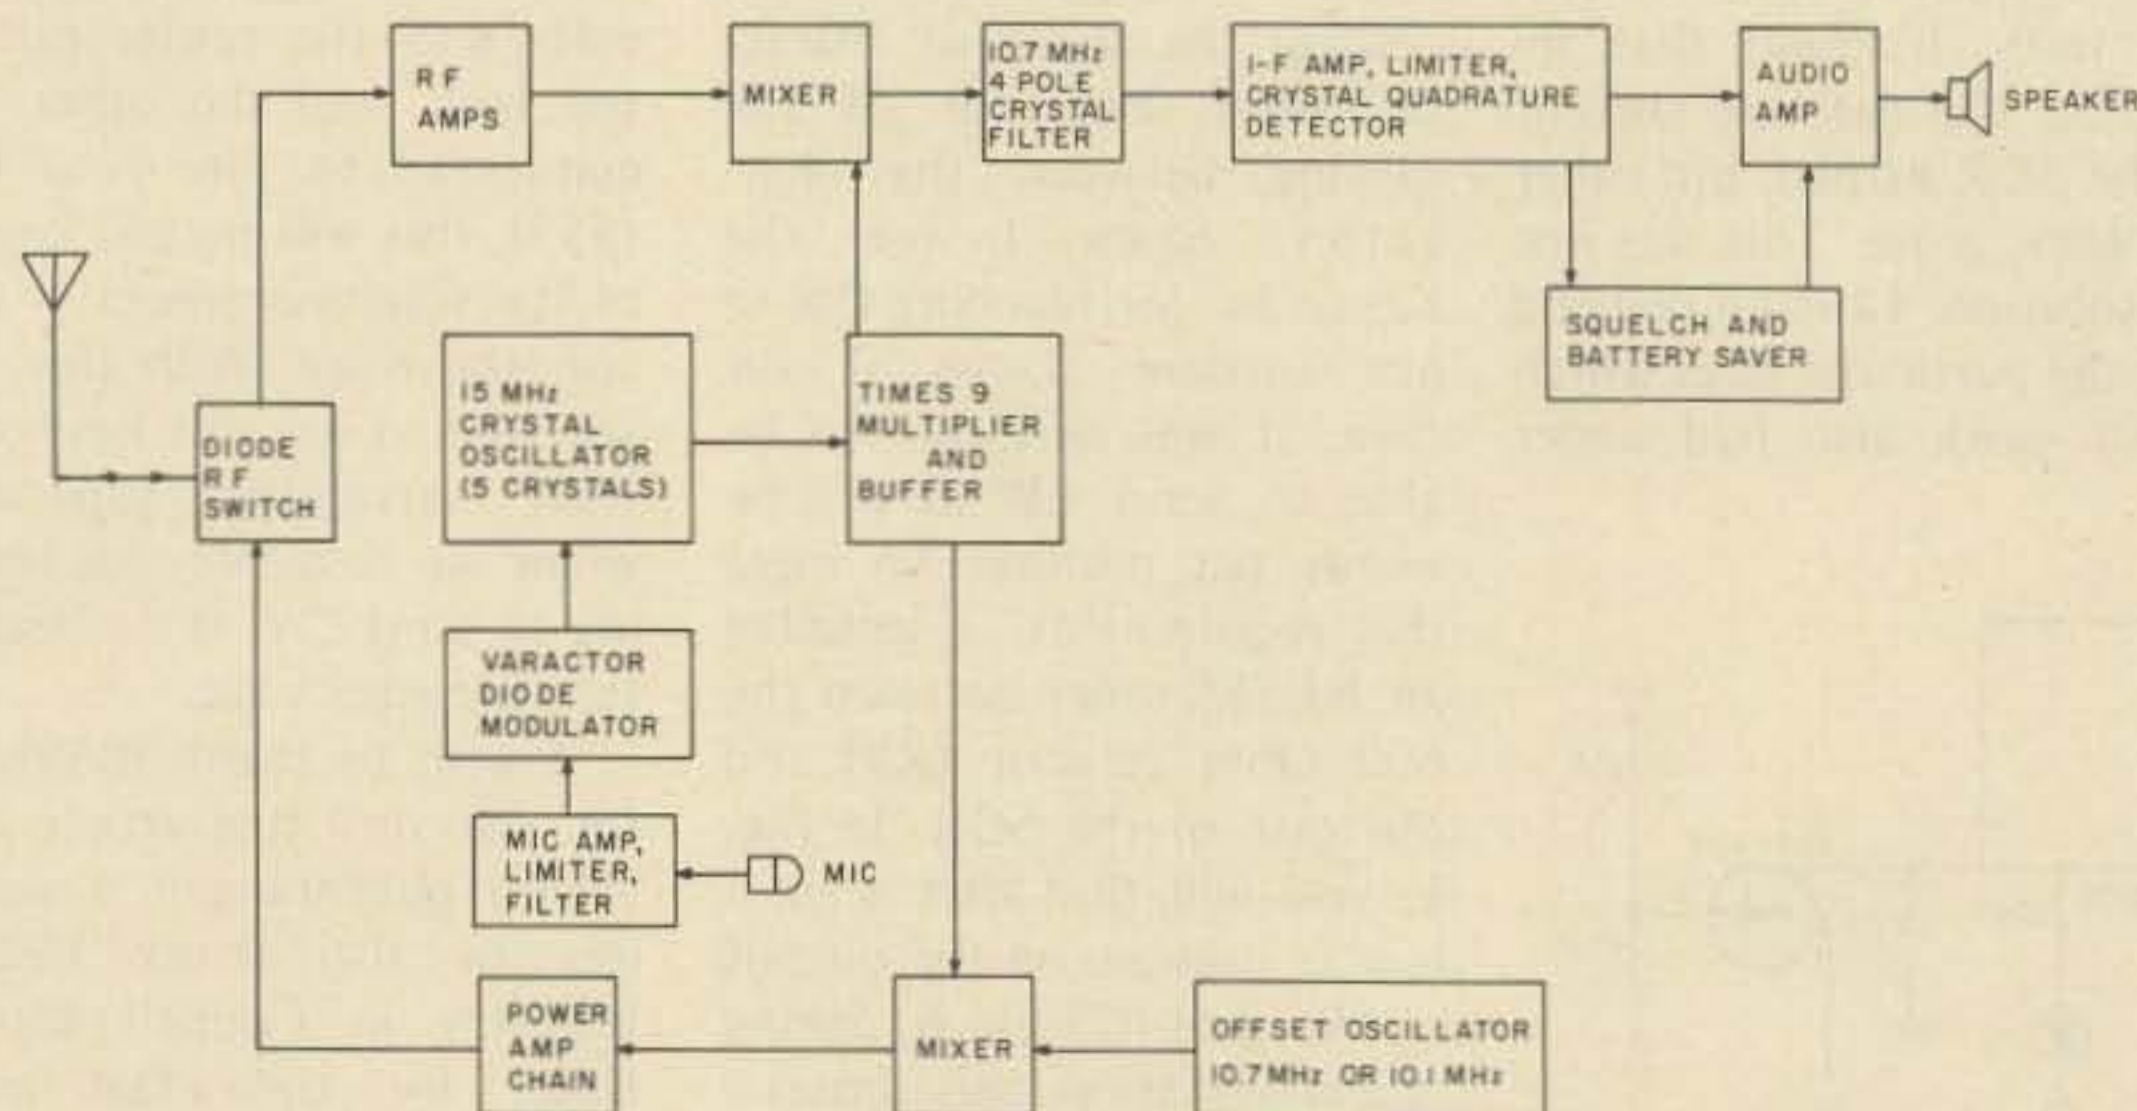 RF
AMPS
MIXER
10.7 MHz
4 POLE
CRYSTAL
FILTER
I-F AMP, LIMITER,
CRYSTAL QUADRATURE
DETECTOR
AUDIO
AMP
SPEAKER
SQUELCH AND
BATTERY SAVER
DIODE
RF
SWITCH
15 MHz
CRYSTAL
OSCILLATOR
(5 CRYSTALS)
TIMES 9
MULTIPLIER
AND
BUFFER
VARACTOR
DIODE
MODULATOR
MIC AMP,
LIMITER,
FILTER
MIC
POWER
AMP
CHAIN
MIXER
OFFSET OSCILLATOR
10.7 MHz OR 10.1 MHz